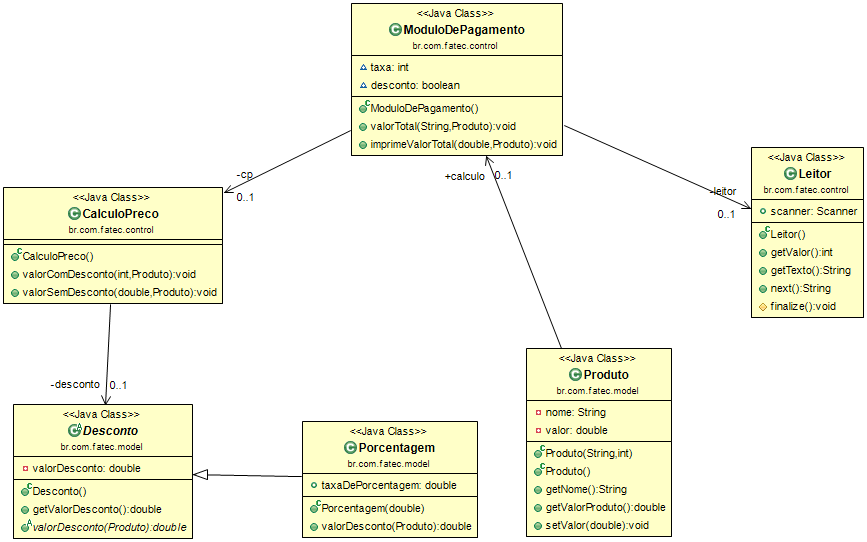 <<Java Class>>
ModuloDePagamento
br.com.fatec.control
taxa: int
desconto: boolean
ModuloDePagamento()
valorTotal(String,Produto):void
imprimeValorTotal(double,Produto):void
-cp
0..1
+calculo
0..1
-leitor
0..1
<<Java Class>>
Leitor
br.com.fatec.control
scanner: Scanner
Leitor()
getValor():int
getTexto():String
next():String
finalize():void
<<Java Class>>
CalculoPreco
br.com.fatec.control
CalculoPreco()
valorComDesconto(int,Produto):void
valorSemDesconto(double,Produto):void
-desconto
0..1
<<Java Class>>
Produto
br.com.fatec.model
nome: String
valor: double
Produto(String,int)
Produto()
getNome():String
getValorProduto():double
setValor(double):void
<<Java Class>>
Desconto
br.com.fatec.model
valorDesconto: double
Desconto()
getValorDesconto():double
valorDesconto(Produto):double
<<Java Class>>
Porcentagem
br.com.fatec.model
taxaDePorcentagem: double
Porcentagem(double)
valorDesconto(Produto):double